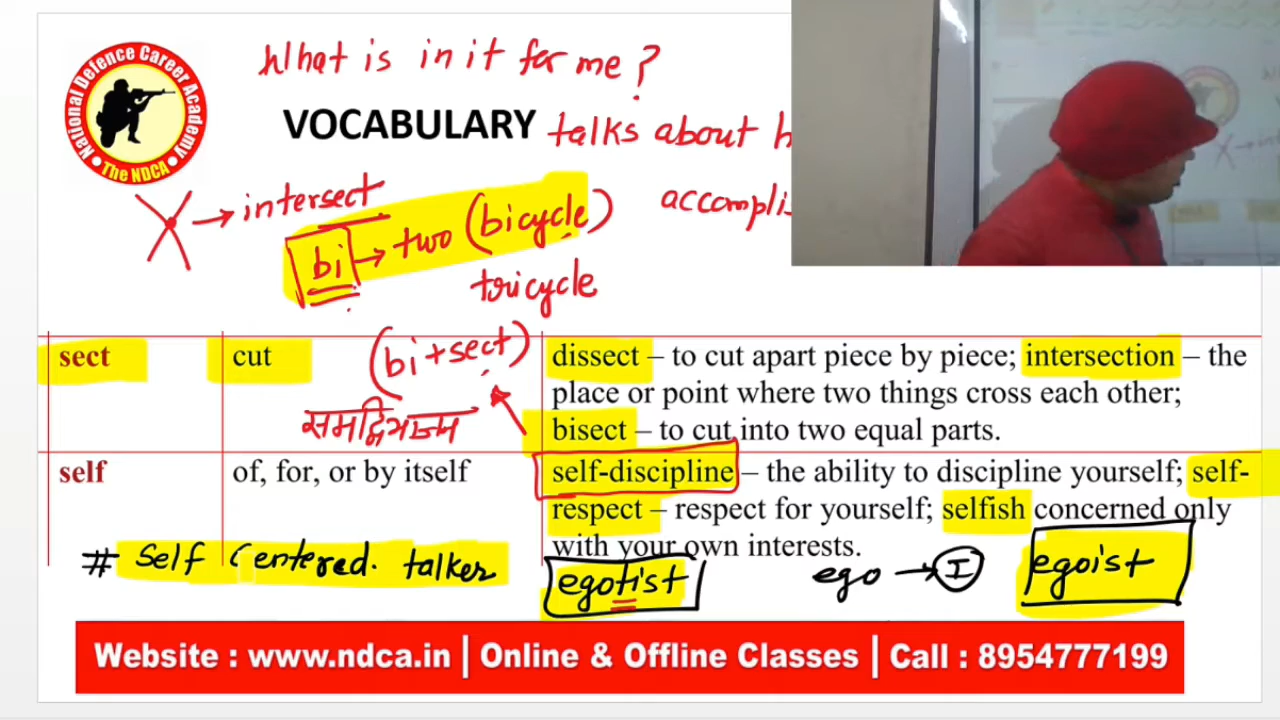 What is in it for me?
National Defence Career Academy
The NDCA
VOCABULARY talks about h
intersect
accomplis
bi → two (bicycle)
tricycle
sect cut (bi + sect) dissect – to cut apart piece by piece; intersection – the
place or point where two things cross each other;
समद्विभाजन bisect – to cut into two equal parts.
self of, for, or by itself self-discipline – the ability to discipline yourself; self-
respect – respect for yourself; selfish concerned only
with your own interests.
# Self Centered. talker egotist ego → I egoist
Website : www.ndca.in | Online & Offline Classes | Call : 8954777199